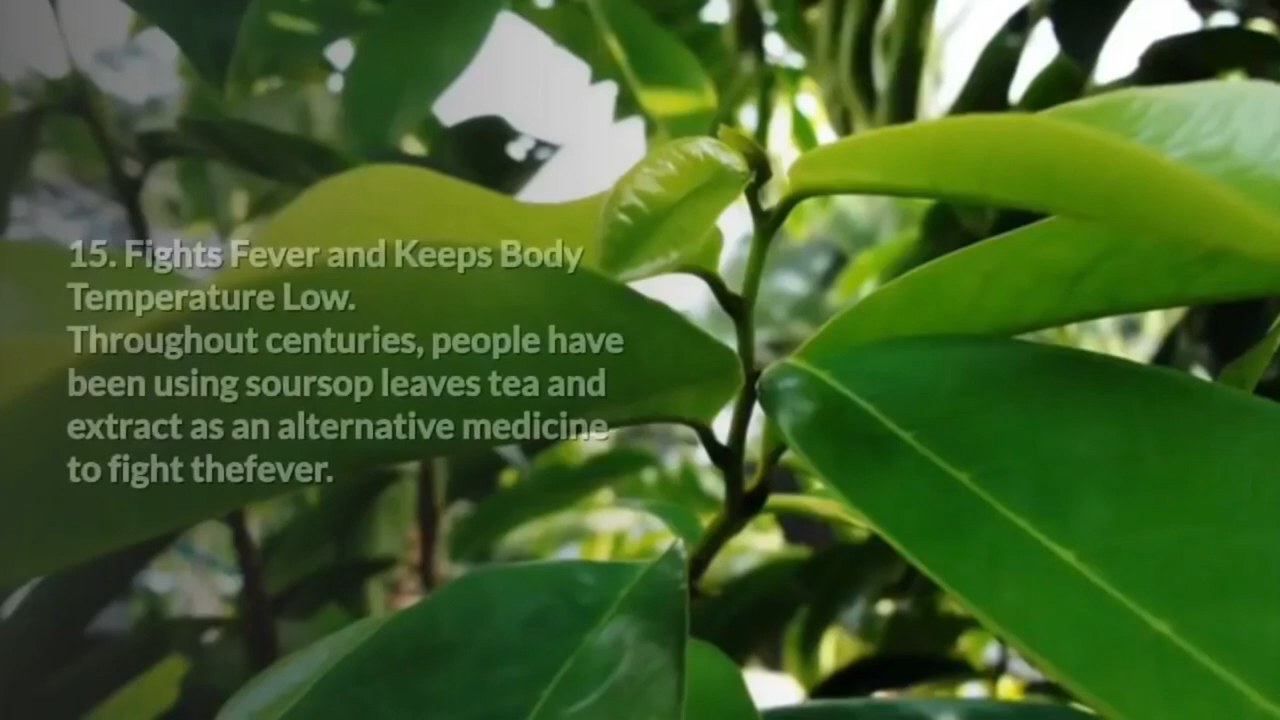 15. Fights Fever and Keeps Body
Temperature Low.
Throughout centuries, people have
been using soursop leaves tea and
extract as an alternative medicine
to fight thefever.